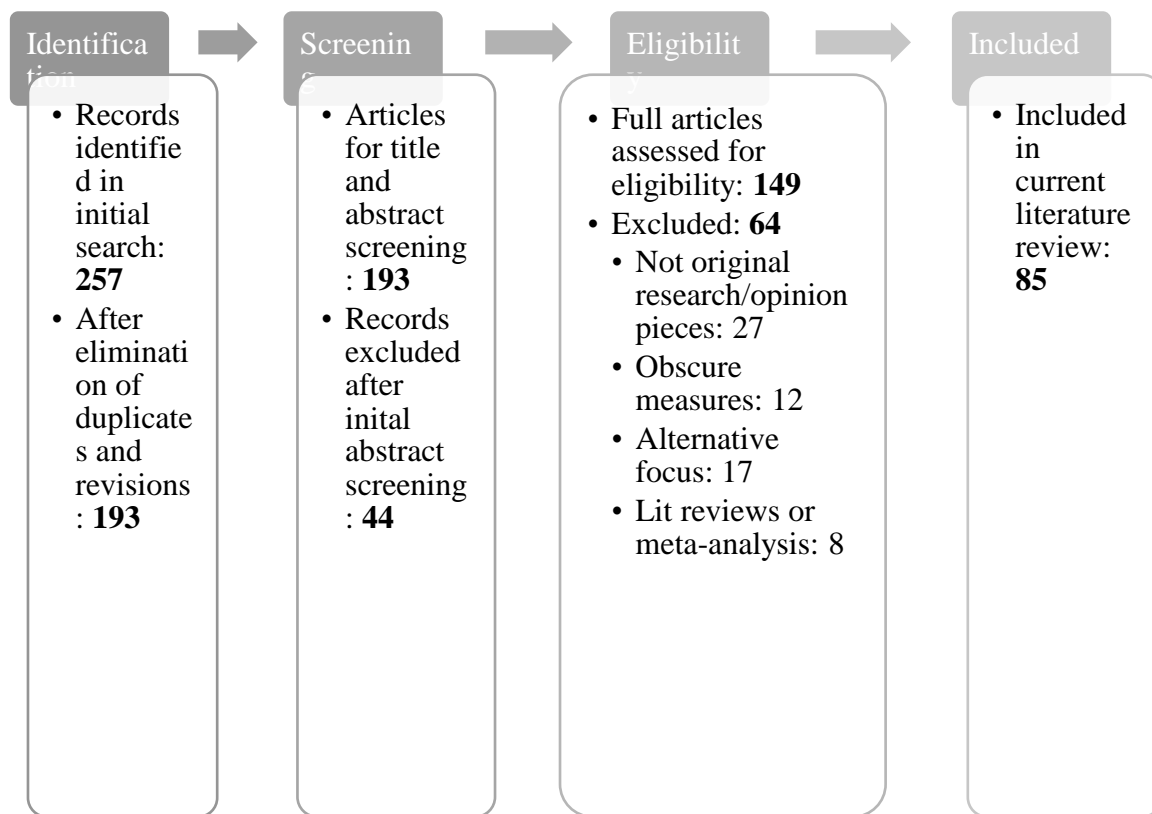 Identifica
tion
Screenin
g
Eligibilit
y
Included
• Records
identifie
d in
initial
search:
257
• After
eliminati
on of
duplicate
s and
revisions
: 193
• Articles
for title
and
abstract
screening
: 193
• Records
excluded
after
inital
abstract
screening
: 44
• Full articles
assessed for
eligibility: 149
• Excluded: 64
• Not original
research/opinion
pieces: 27
• Obscure
measures: 12
• Alternative
focus: 17
• Lit reviews or
meta-analysis: 8
• Included
in
current
literature
review:
85